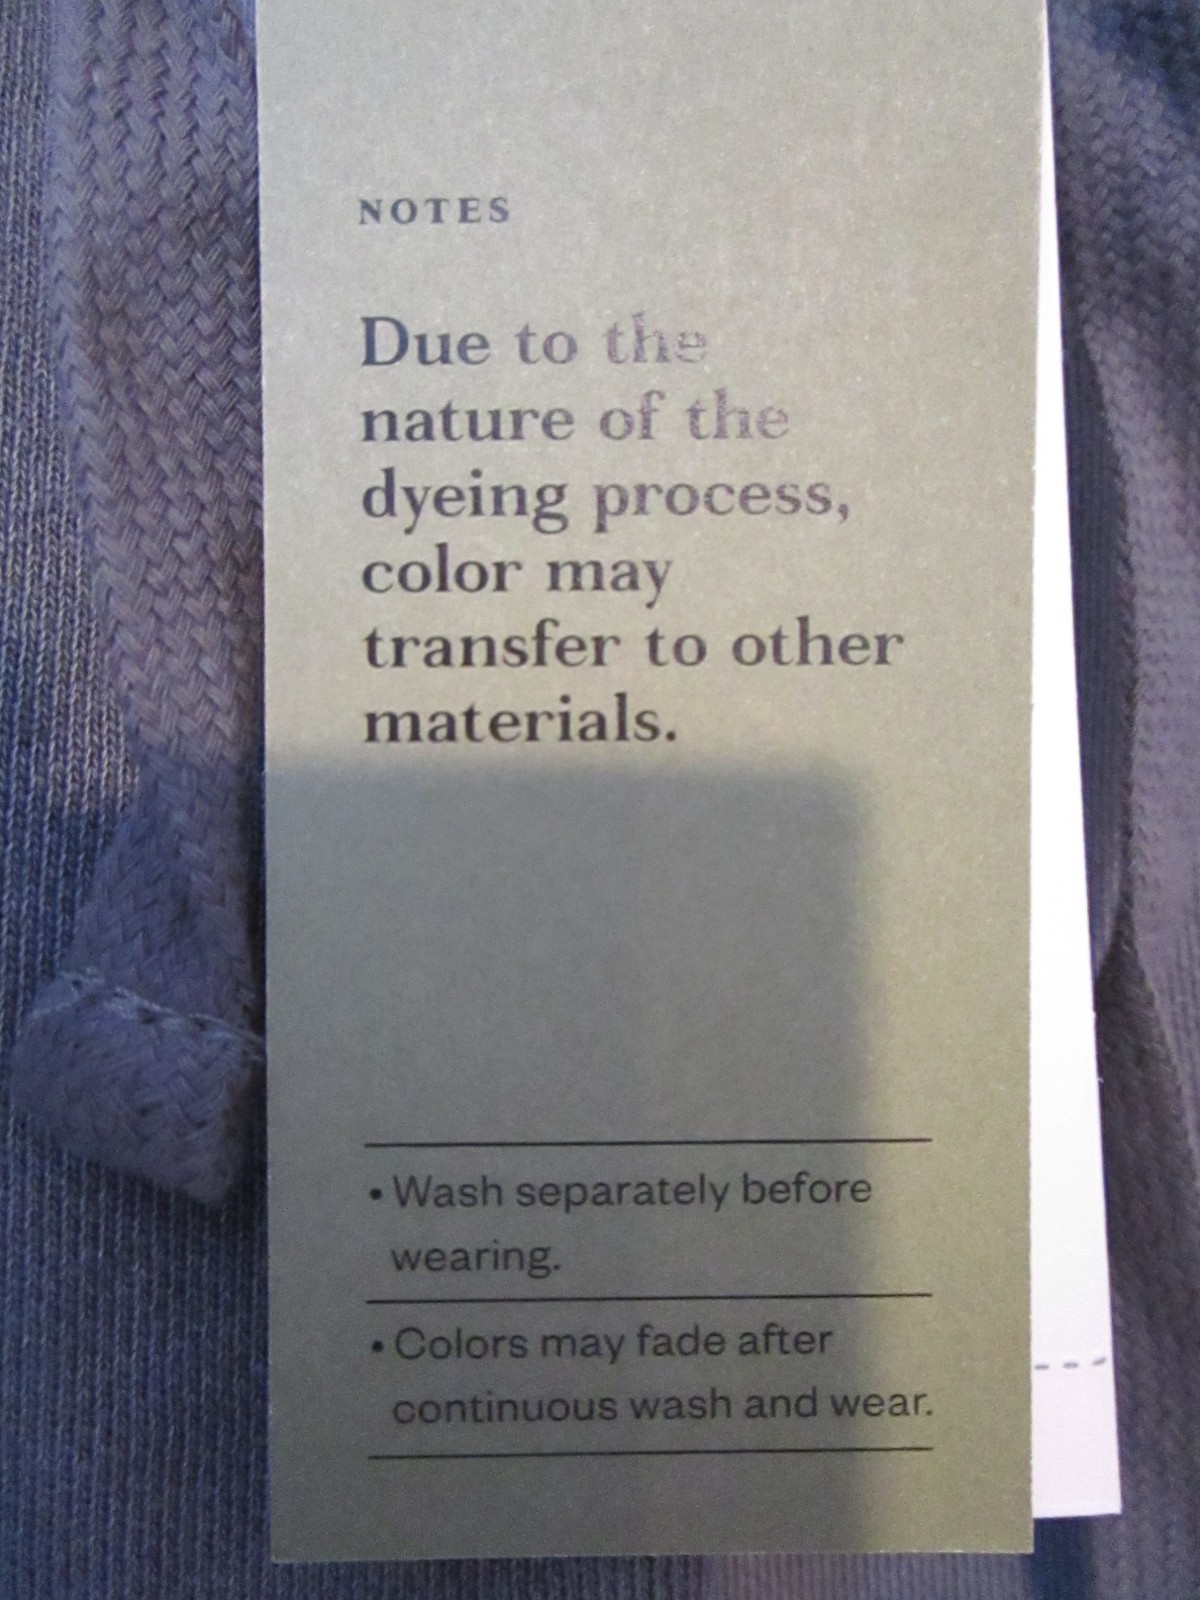 NOTES
Due to the
nature of the
dyeing process,
color may
transfer to other
materials.
• Wash separately before
wearing.
• Colors may fade after
continuous wash and wear.